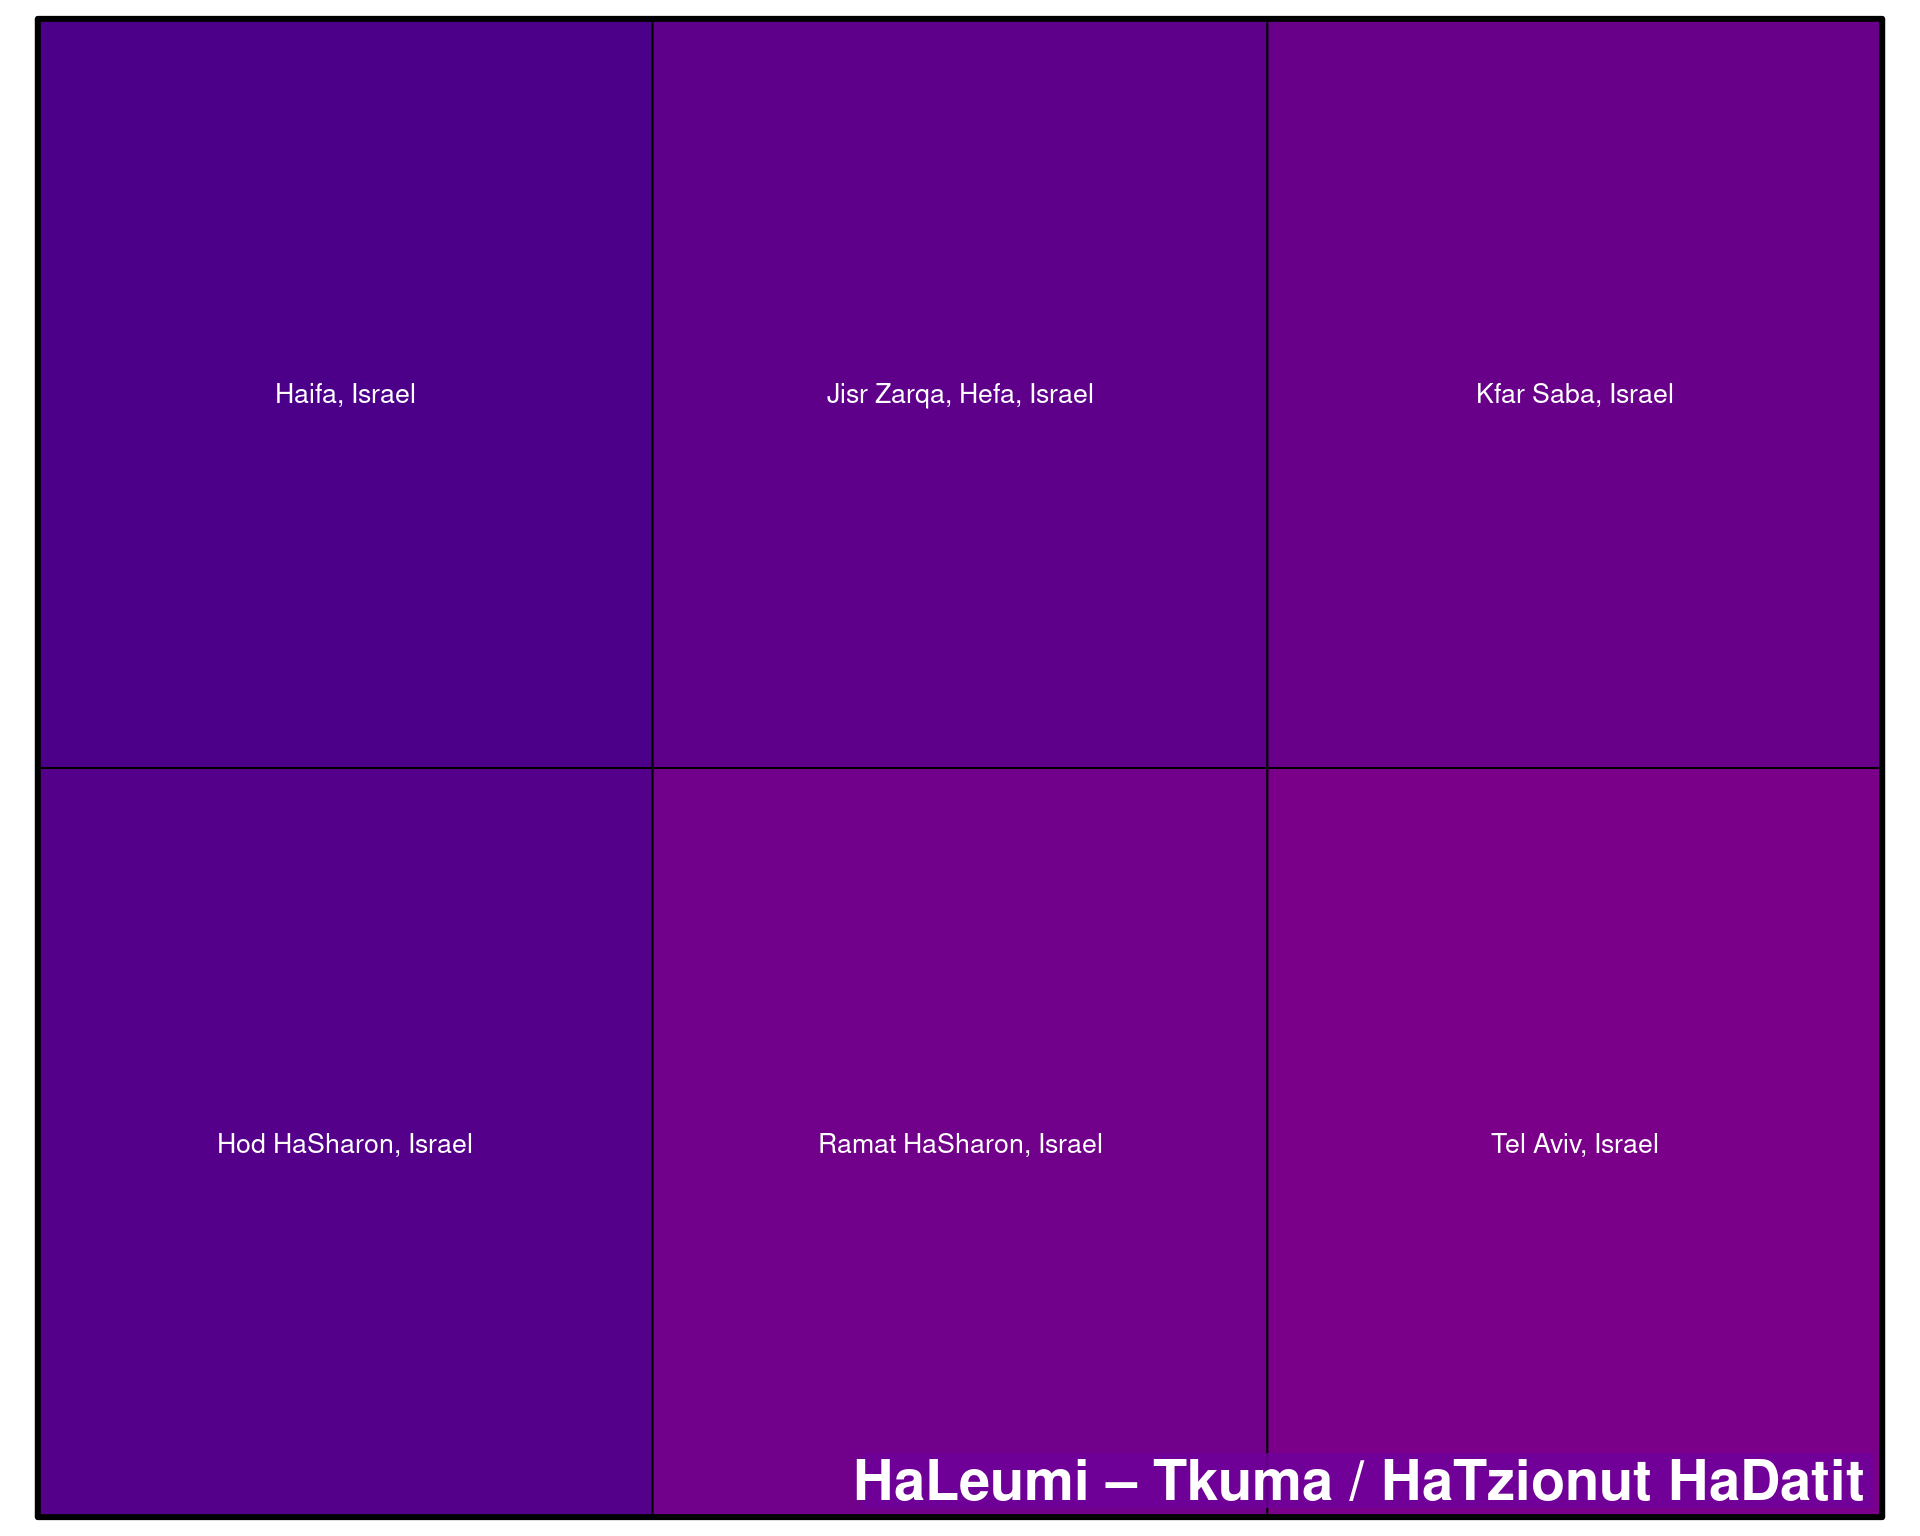 Haifa, Israel
Jisr Zarqa, Hefa, Israel
Kfar Saba, Israel
Hod HaSharon, Israel
Ramat HaSharon, Israel
Tel Aviv, Israel
HaLeumi – Tkuma / HaTzionut HaDatit